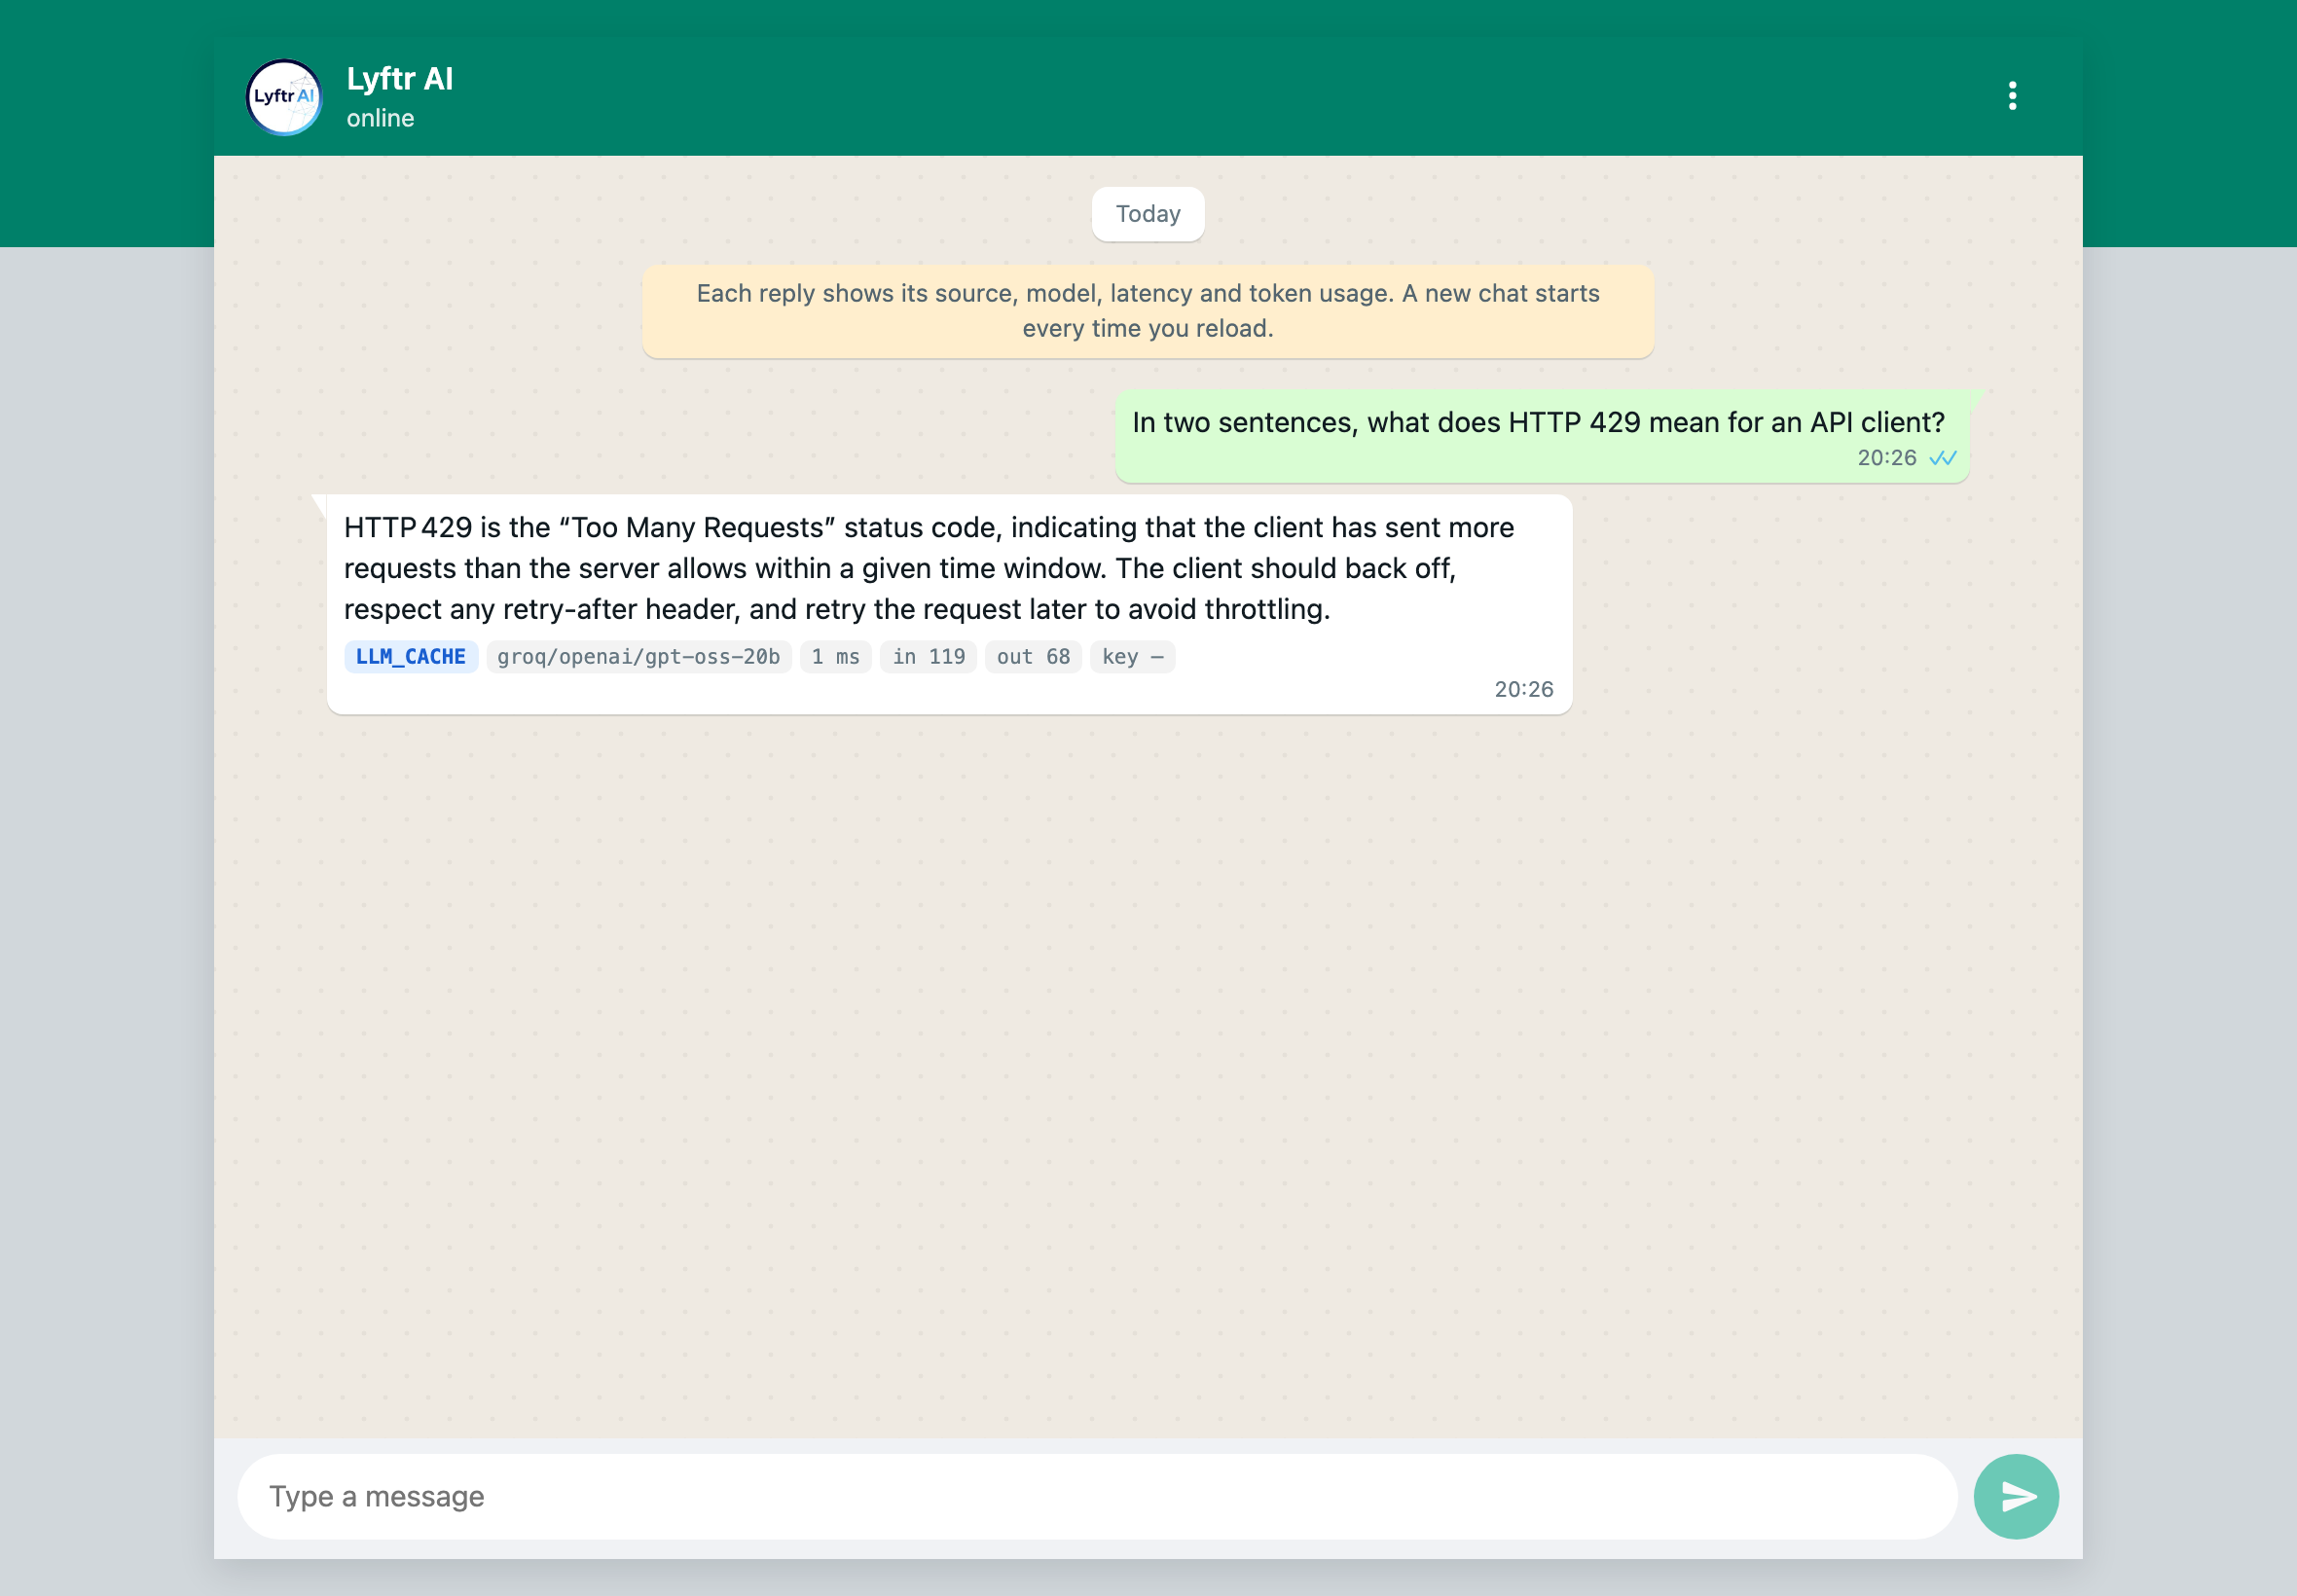 Lyftr AI
Lyftr AI
online
Today
Each reply shows its source, model, latency and token usage. A new chat starts
every time you reload.
In two sentences, what does HTTP 429 mean for an API client?
20:26
HTTP 429 is the “Too Many Requests” status code, indicating that the client has sent more
requests than the server allows within a given time window. The client should back off,
respect any retry-after header, and retry the request later to avoid throttling.
LLM_CACHE groq/openai/gpt-oss-20b 1 ms in 119 out 68 key —
20:26
Type a message